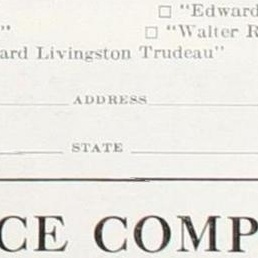 ☐ "Edward
" ☐ "Walter R
ard Livingston Trudeau"
ADDRESS
STATE
CE COMP